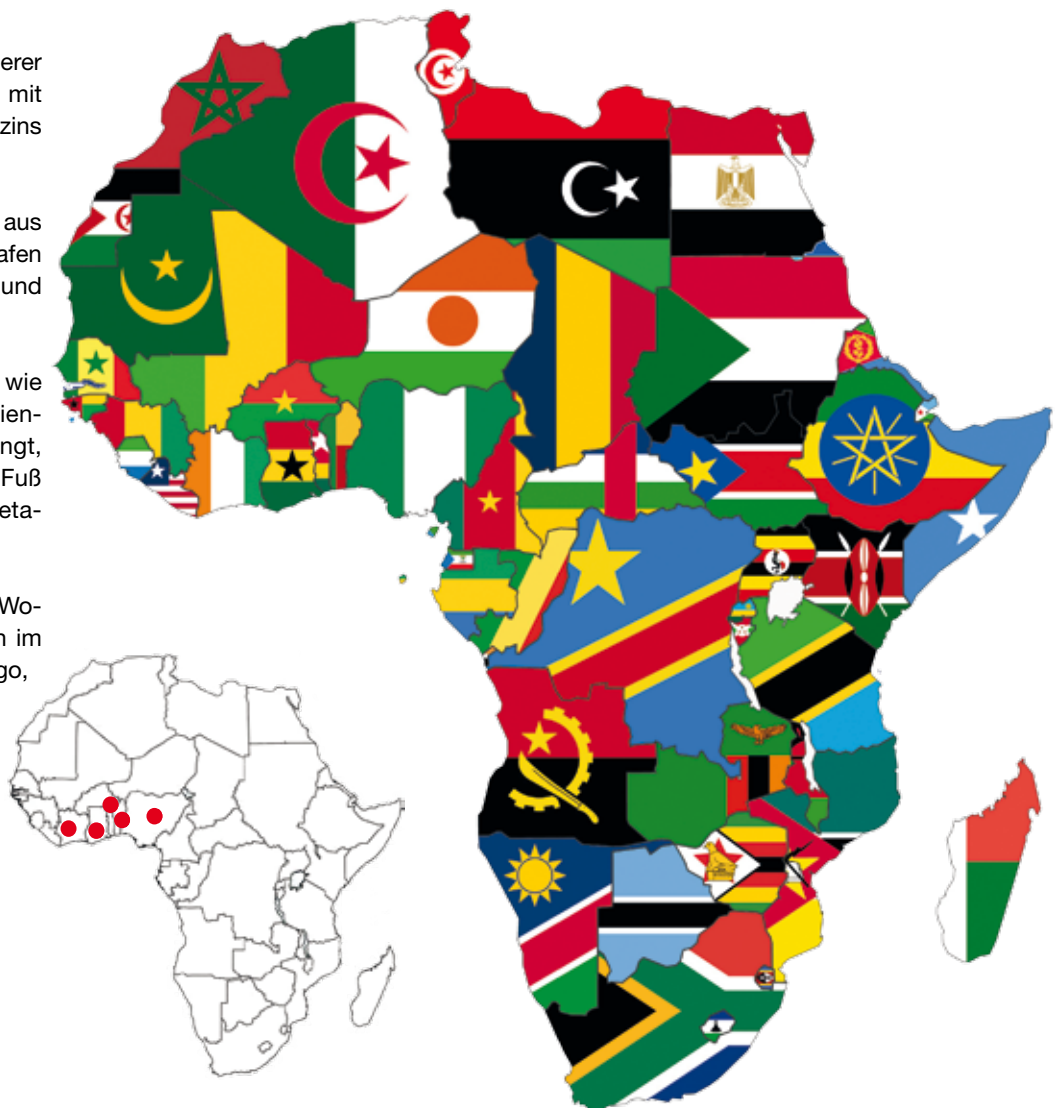 erer
mit
zins
aus
afen
und
wie
ien-
ngt,
Fuß
eta-
Wo-
n im
go,